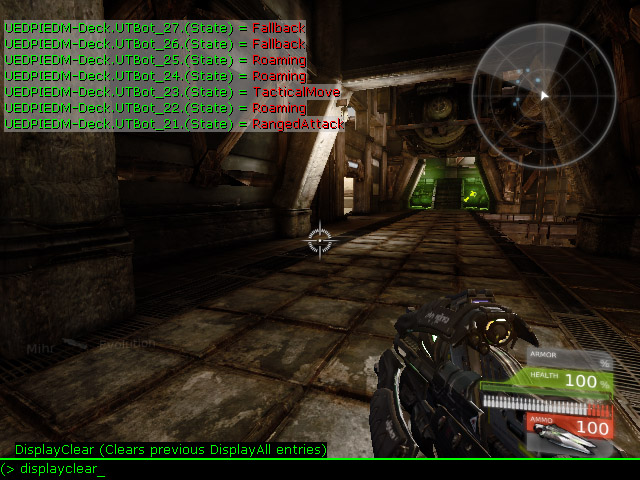 UEDPIEDM-Deck.UTBot_27.(State) = Fallback
UEDPIEDM-Deck.UTBot_26.(State) = Fallback
UEDPIEDM-Deck.UTBot_25.(State) = Roaming
UEDPIEDM-Deck.UTBot_24.(State) = Roaming
UEDPIEDM-Deck.UTBot_23.(State) = TacticalMove
UEDPIEDM-Deck.UTBot_22.(State) = Roaming
UEDPIEDM-Deck.UTBot_21.(State) = RangedAttack
ARMOR %
HEALTH 100 %
AMMO 100
DisplayClear (Clears previous DisplayAll entries)
(> displayclear_